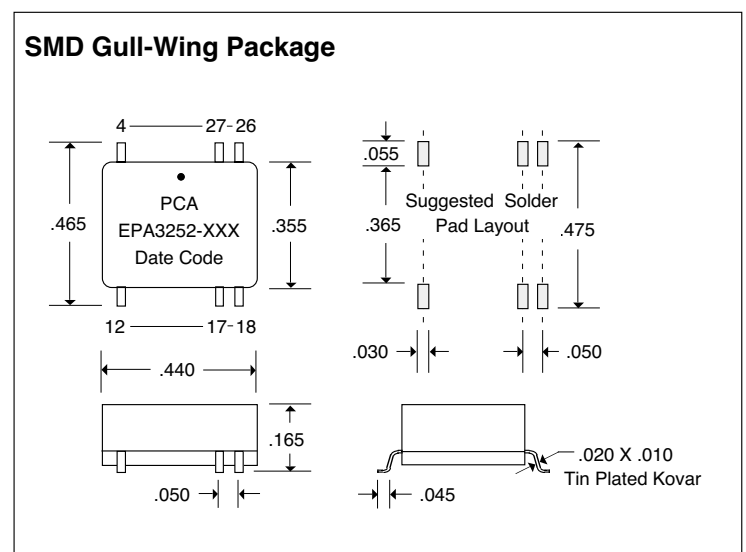 SMD Gull-Wing Package
4 27-26
.465
PCA
EPA3252-XXX
Date Code
.355
12 17-18
.055
.365
Suggested Solder
Pad Layout
.475
.030
.050
.440
.165
.050
.045
.020 X .010
Tin Plated Kovar